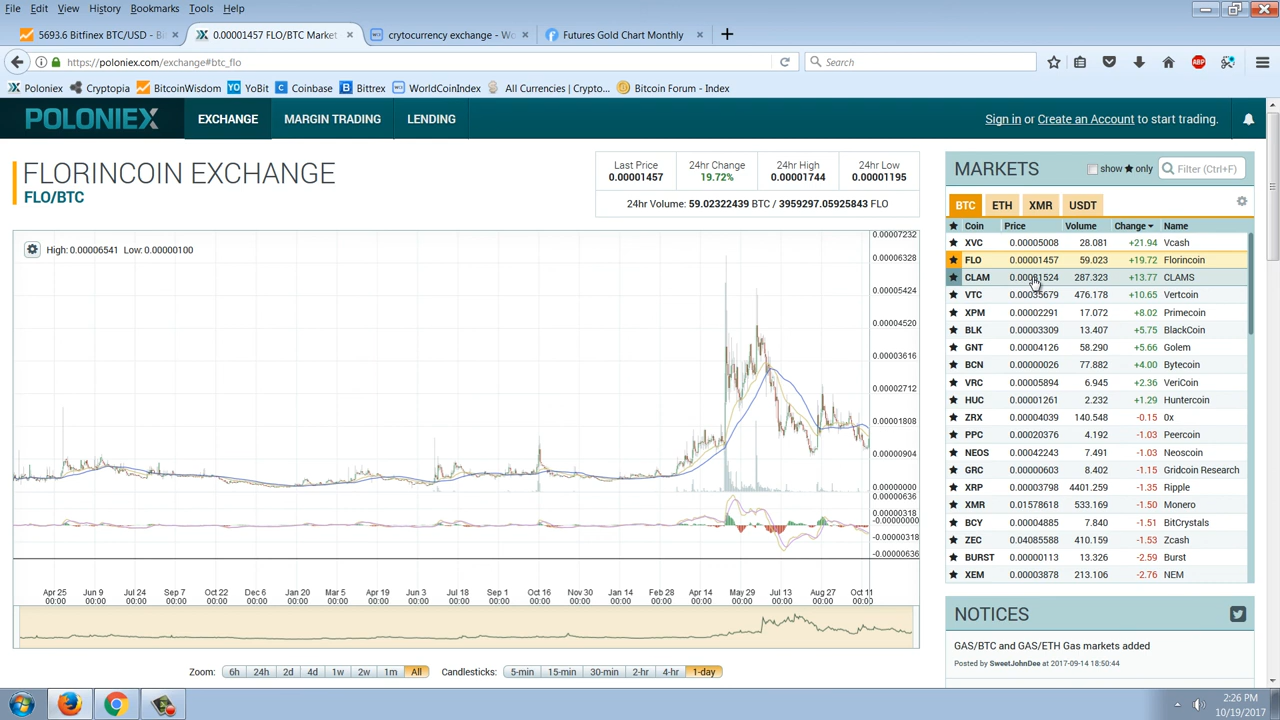 File Edit View History Bookmarks Tools Help
5693.6 Bitfinex BTC/USD - B 0.00001457 FLO/BTC Market crytocurrency exchange - W Futures Gold Chart Monthly
https://poloniex.com/exchange#btc_flo Search
Poloniex Cryptopia BitcoinWisdom YoBit Coinbase Bittrex WorldCoinIndex All Currencies | Crypto... Bitcoin Forum - Index
POLONIEX EXCHANGE MARGIN TRADING LENDING Sign in or Create an Account to start trading.
FLORINCOIN EXCHANGE
FLO/BTC
Last Price 24hr Change 24hr High 24hr Low
0.00001457 19.72% 0.00001744 0.00001195
24hr Volume: 59.02322439 BTC / 3959297.05925843 FLO
High: 0.00006541 Low: 0.00000100
0.00007232
0.00006328
0.00005424
0.00004520
0.00003616
0.00002712
0.00001808
0.00000904
0.00000000
0.00000636
0.00000318
-0.00000000
-0.00000318
-0.00000636
Apr 25 Jun 9 Jul 24 Sep 7 Oct 22 Dec 6 Jan 20 Mar 5 Apr 19 Jun 3 Jul 18 Sep 1 Oct 16 Nov 30 Jan 14 Feb 28 Apr 14 May 29 Jul 13 Aug 27 Oct 11
00:00 00:00 00:00 00:00 00:00 00:00 00:00 00:00 00:00 00:00 00:00 00:00 00:00 00:00 00:00 00:00 00:00 00:00 00:00 00:00 00:00
Zoom: 6h 24h 2d 4d 1w 2w 1m All Candlesticks: 5-min 15-min 30-min 2-hr 4-hr 1-day
MARKETS show ★ only Filter (Ctrl+F)
BTC ETH XMR USDT
Coin Price Volume Change Name
XVC 0.00005008 28.081 +21.94 Vcash
FLO 0.00001457 59.023 +19.72 Florincoin
CLAM 287.323 +13.77 CLAMS
VTC 0.00035679 476.178 +10.65 Vertcoin
XPM 0.00002291 17.072 +8.02 Primecoin
BLK 0.00003309 13.407 +5.75 BlackCoin
GNT 0.00004126 58.290 +5.66 Golem
BCN 0.00000026 77.882 +4.00 Bytecoin
VRC 0.00005894 6.945 +2.36 VeriCoin
HUC 0.00001261 2.232 +1.29 Huntercoin
ZRX 0.00004039 140.548 -0.15 0x
PPC 0.00020376 4.192 -1.03 Peercoin
NEOS 0.00042243 7.491 -1.03 Neoscoin
GRC 0.00000603 8.402 -1.15 Gridcoin Research
XRP 0.00003798 4401.259 -1.35 Ripple
XMR 0.01578618 533.169 -1.50 Monero
BCY 0.00004885 7.840 -1.51 BitCrystals
ZEC 0.04085588 410.159 -1.53 Zcash
BURST 0.00000113 13.326 -2.59 Burst
XEM 0.00003878 213.106 -2.76 NEM
NOTICES
GAS/BTC and GAS/ETH Gas markets added
Posted by SweetJohnDee at 2017-09-14 18:50:44
2:26 PM
10/19/2017